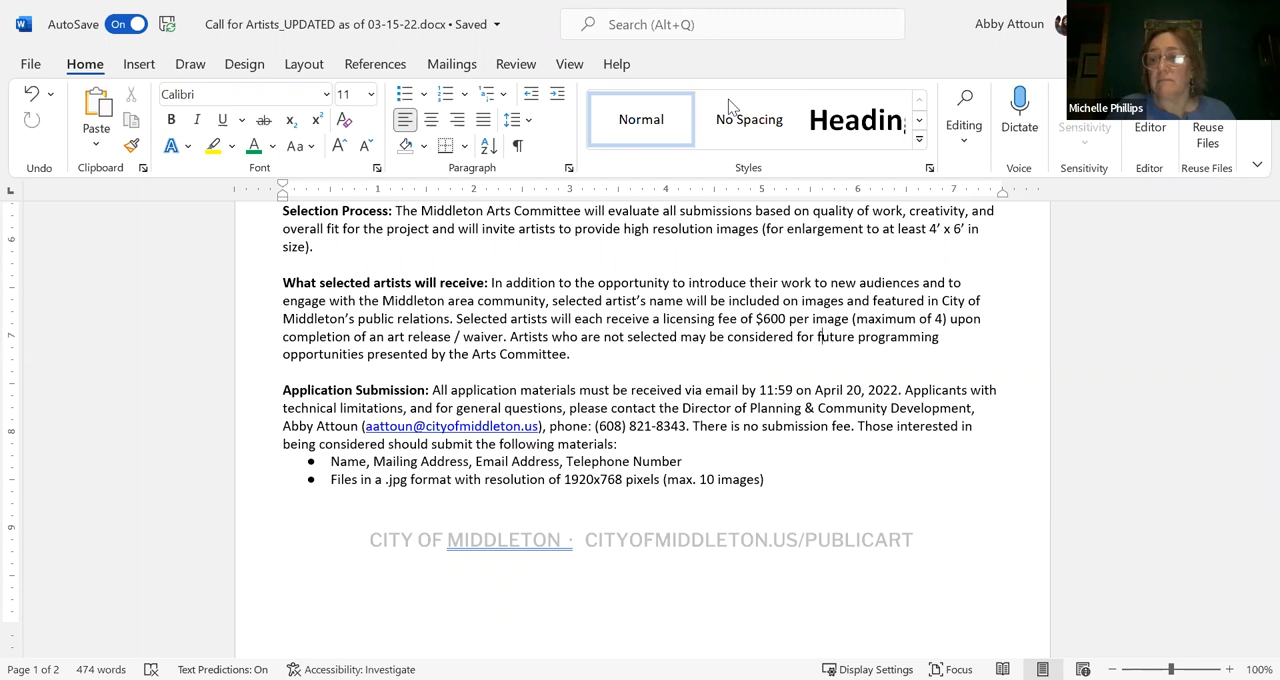 AutoSave On Call for Artists_UPDATED as of 03-15-22.docx • Saved Search (Alt+Q) Abby Attoun
File Home Insert Draw Design Layout References Mailings Review View Help
Michelle Phillips
Calibri 11
Paste
Normal No Spacing Heading
Editing Dictate Sensitivity Editor Reuse Files
Undo Clipboard Font Paragraph Styles Voice Sensitivity Editor Reuse Files
1 2 3 4 5 6 7
6
7
8
9
Selection Process: The Middleton Arts Committee will evaluate all submissions based on quality of work, creativity, and
overall fit for the project and will invite artists to provide high resolution images (for enlargement to at least 4’ x 6’ in
size).
What selected artists will receive: In addition to the opportunity to introduce their work to new audiences and to
engage with the Middleton area community, selected artist’s name will be included on images and featured in City of
Middleton’s public relations. Selected artists will each receive a licensing fee of $600 per image (maximum of 4) upon
completion of an art release / waiver. Artists who are not selected may be considered for future programming
opportunities presented by the Arts Committee.
Application Submission: All application materials must be received via email by 11:59 on April 20, 2022. Applicants with
technical limitations, and for general questions, please contact the Director of Planning & Community Development,
Abby Attoun (aattoun@cityofmiddleton.us), phone: (608) 821-8343. There is no submission fee. Those interested in
being considered should submit the following materials:
● Name, Mailing Address, Email Address, Telephone Number
● Files in a .jpg format with resolution of 1920x768 pixels (max. 10 images)
CITY OF MIDDLETON · CITYOFMIDDLETON.US/PUBLICART
Page 1 of 2 474 words Text Predictions: On Accessibility: Investigate Display Settings Focus 100%